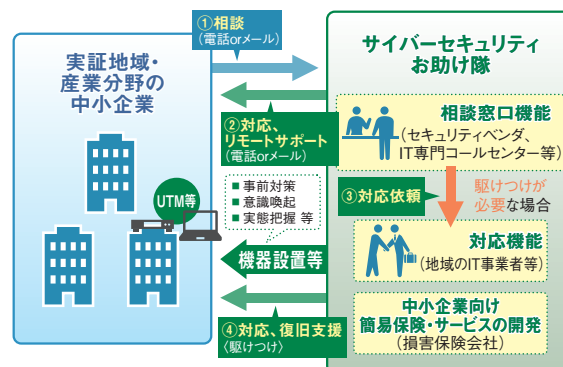 ①相談
(電話orメール)
実証地域・
産業分野の
中小企業
サイバーセキュリティ
お助け隊
②対応、
リモートサポート
(電話orメール)
相談窓口機能
(セキュリティベンダ、
IT専門コールセンター等)
UTM等
■ 事前対策
■ 意識喚起
■ 実態把握 等
③対応依頼
駆けつけが
必要な場合
機器設置等
対応機能
(地域のIT事業者等)
④対応、復旧支援
〈駆けつけ〉
中小企業向け
簡易保険・サービスの開発
(損害保険会社)